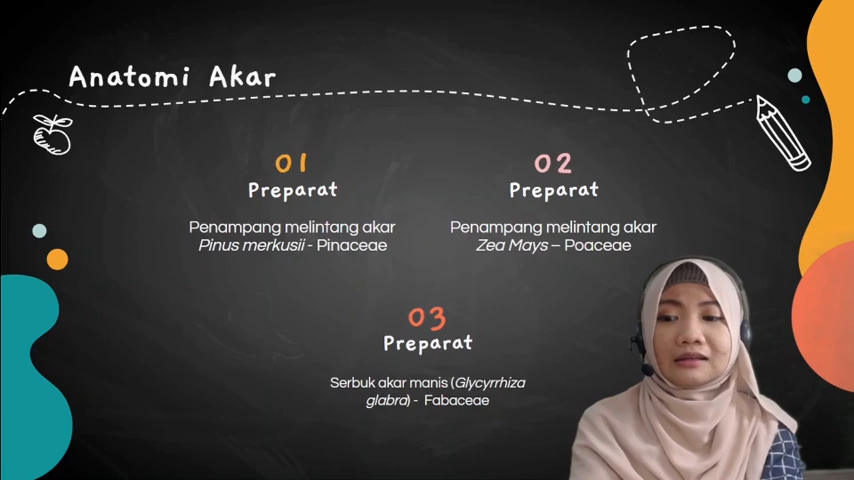 Anatomi Akar
01
Preparat
Penampang melintang akar
Pinus merkusii - Pinaceae
02
Preparat
Penampang melintang akar
Zea Mays – Poaceae
03
Preparat
Serbuk akar manis (Glycyrrhiza
glabra) - Fabaceae